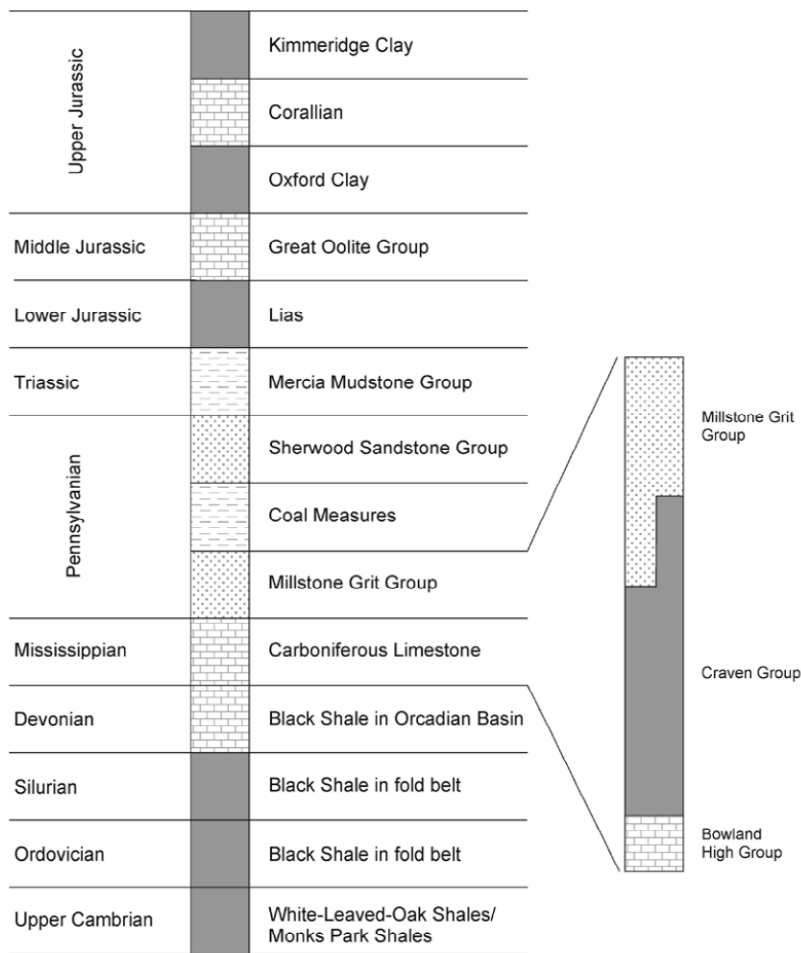 Upper Jurassic
Kimmeridge Clay
Corallian
Oxford Clay
Middle Jurassic
Great Oolite Group
Lower Jurassic
Lias
Triassic
Mercia Mudstone Group
Pennsylvanian
Sherwood Sandstone Group
Coal Measures
Millstone Grit Group
Mississippian
Carboniferous Limestone
Devonian
Black Shale in Orcadian Basin
Silurian
Black Shale in fold belt
Ordovician
Black Shale in fold belt
Upper Cambrian
White-Leaved-Oak Shales/
Monks Park Shales
Millstone Grit
Group
Craven Group
Bowland
High Group